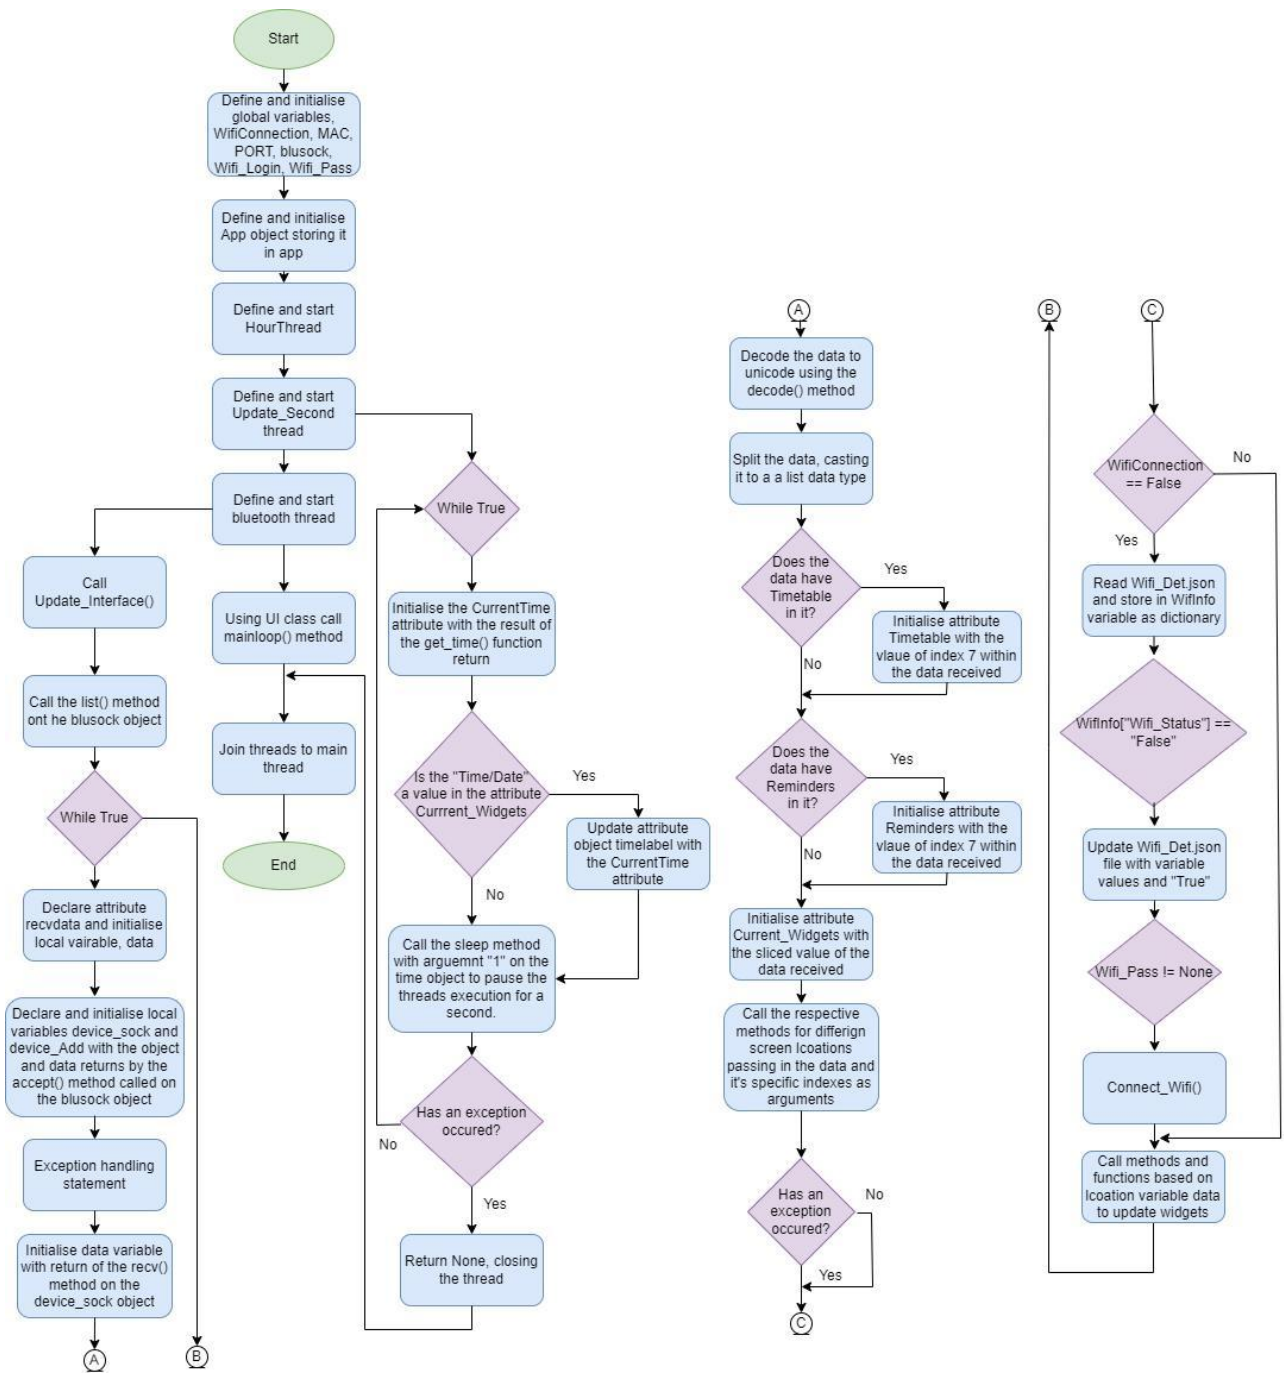 Start
Define and initialise
global variables,
WifiConnection, MAC,
PORT, blusock,
Wifi_Login, Wifi_Pass
Define and initialise
App object storing it
in app
Define and start
HourThread
Define and start
Update_Second
thread
Define and start
bluetooth thread
Using UI class call
mainloop() method
Join threads to main
thread
End
Call
Update_Interface()
Call the list() method
ont he blusock object
While True
Declare attribute
recvdata and initialise
local vairable, data
Declare and initialise local
variables device_sock and
device_Add with the object
and data returns by the
accept() method called on
the blusock object
Exception handling
statement
Initialise data variable
with return of the recv()
method on the
device_sock object
A
B
While True
Initialise the CurrentTime
attribute with the result of
the get_time() function
return
Is the "Time/Date"
a value in the attribute
Currrent_Widgets
Yes
Update attribute
object timelabel with
the CurrentTime
attribute
No
Call the sleep method
with arguemnt "1" on the
time object to pause the
threads execution for a
second.
Has an exception
occured?
No
Yes
Return None, closing
the thread
A
Decode the data to
unicode using the
decode() method
Split the data, casting
it to a a list data type
Does the
data have
Timetable
in it?
Yes
Initialise attribute
Timetable with the
vlaue of index 7 within
the data received
No
Does the
data have
Reminders
in it?
Yes
Initialise attribute
Reminders with the
vlaue of index 7 within
the data received
No
Initialise attribute
Current_Widgets with
the sliced value of the
data received
Call the respective
methods for differign
screen lcoations
passing in the data and
it's specific indexes as
arguments
Has an
exception
occured?
No
Yes
C
B
C
WifiConnection
== False
No
Yes
Read Wifi_Det.json
and store in WifInfo
variable as dictionary
WifInfo["Wifi_Status"] ==
"False"
Update Wifi_Det.json
file with variable
values and "True"
Wifi_Pass != None
Connect_Wifi()
Call methods and
functions based on
lcoation variable data
to update widgets